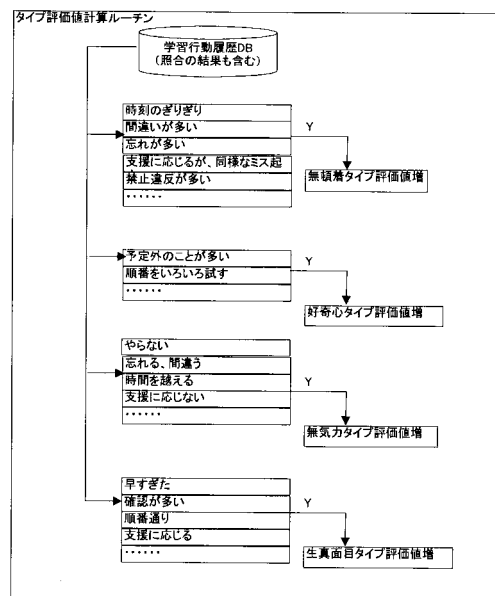 タイプ評価値計算ルーチン
学習行動履歴DB
(照合の結果も含む)
時刻のぎりぎり
間違いが多い
忘れが多い
支援に応じるが、同様なミス起
禁止違反が多い
……
Y
無頓着タイプ評価値増
予定外のことが多い
順番をいろいろ試す
……
Y
好奇心タイプ評価値増
やらない
忘れる、間違う
時間を越える
支援に応じない
……
Y
無気力タイプ評価値増
早すぎた
確認が多い
順番通り
支援に応じる
……
Y
生真面目タイプ評価値増